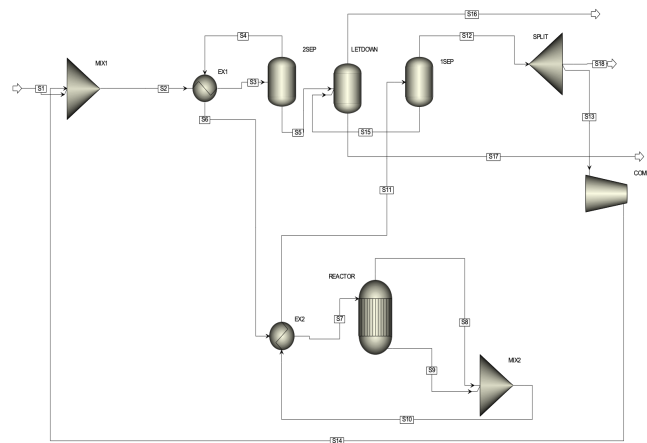 S16
S4
2SEP
LETDOWN
S12
SPLIT
MIX1
EX1
1SEP
S18
S1
S2
S3
S6
S5
S15
S13
S17
COM
S11
REACTOR
EX2
S7
S8
S9
MIX2
S10
S14